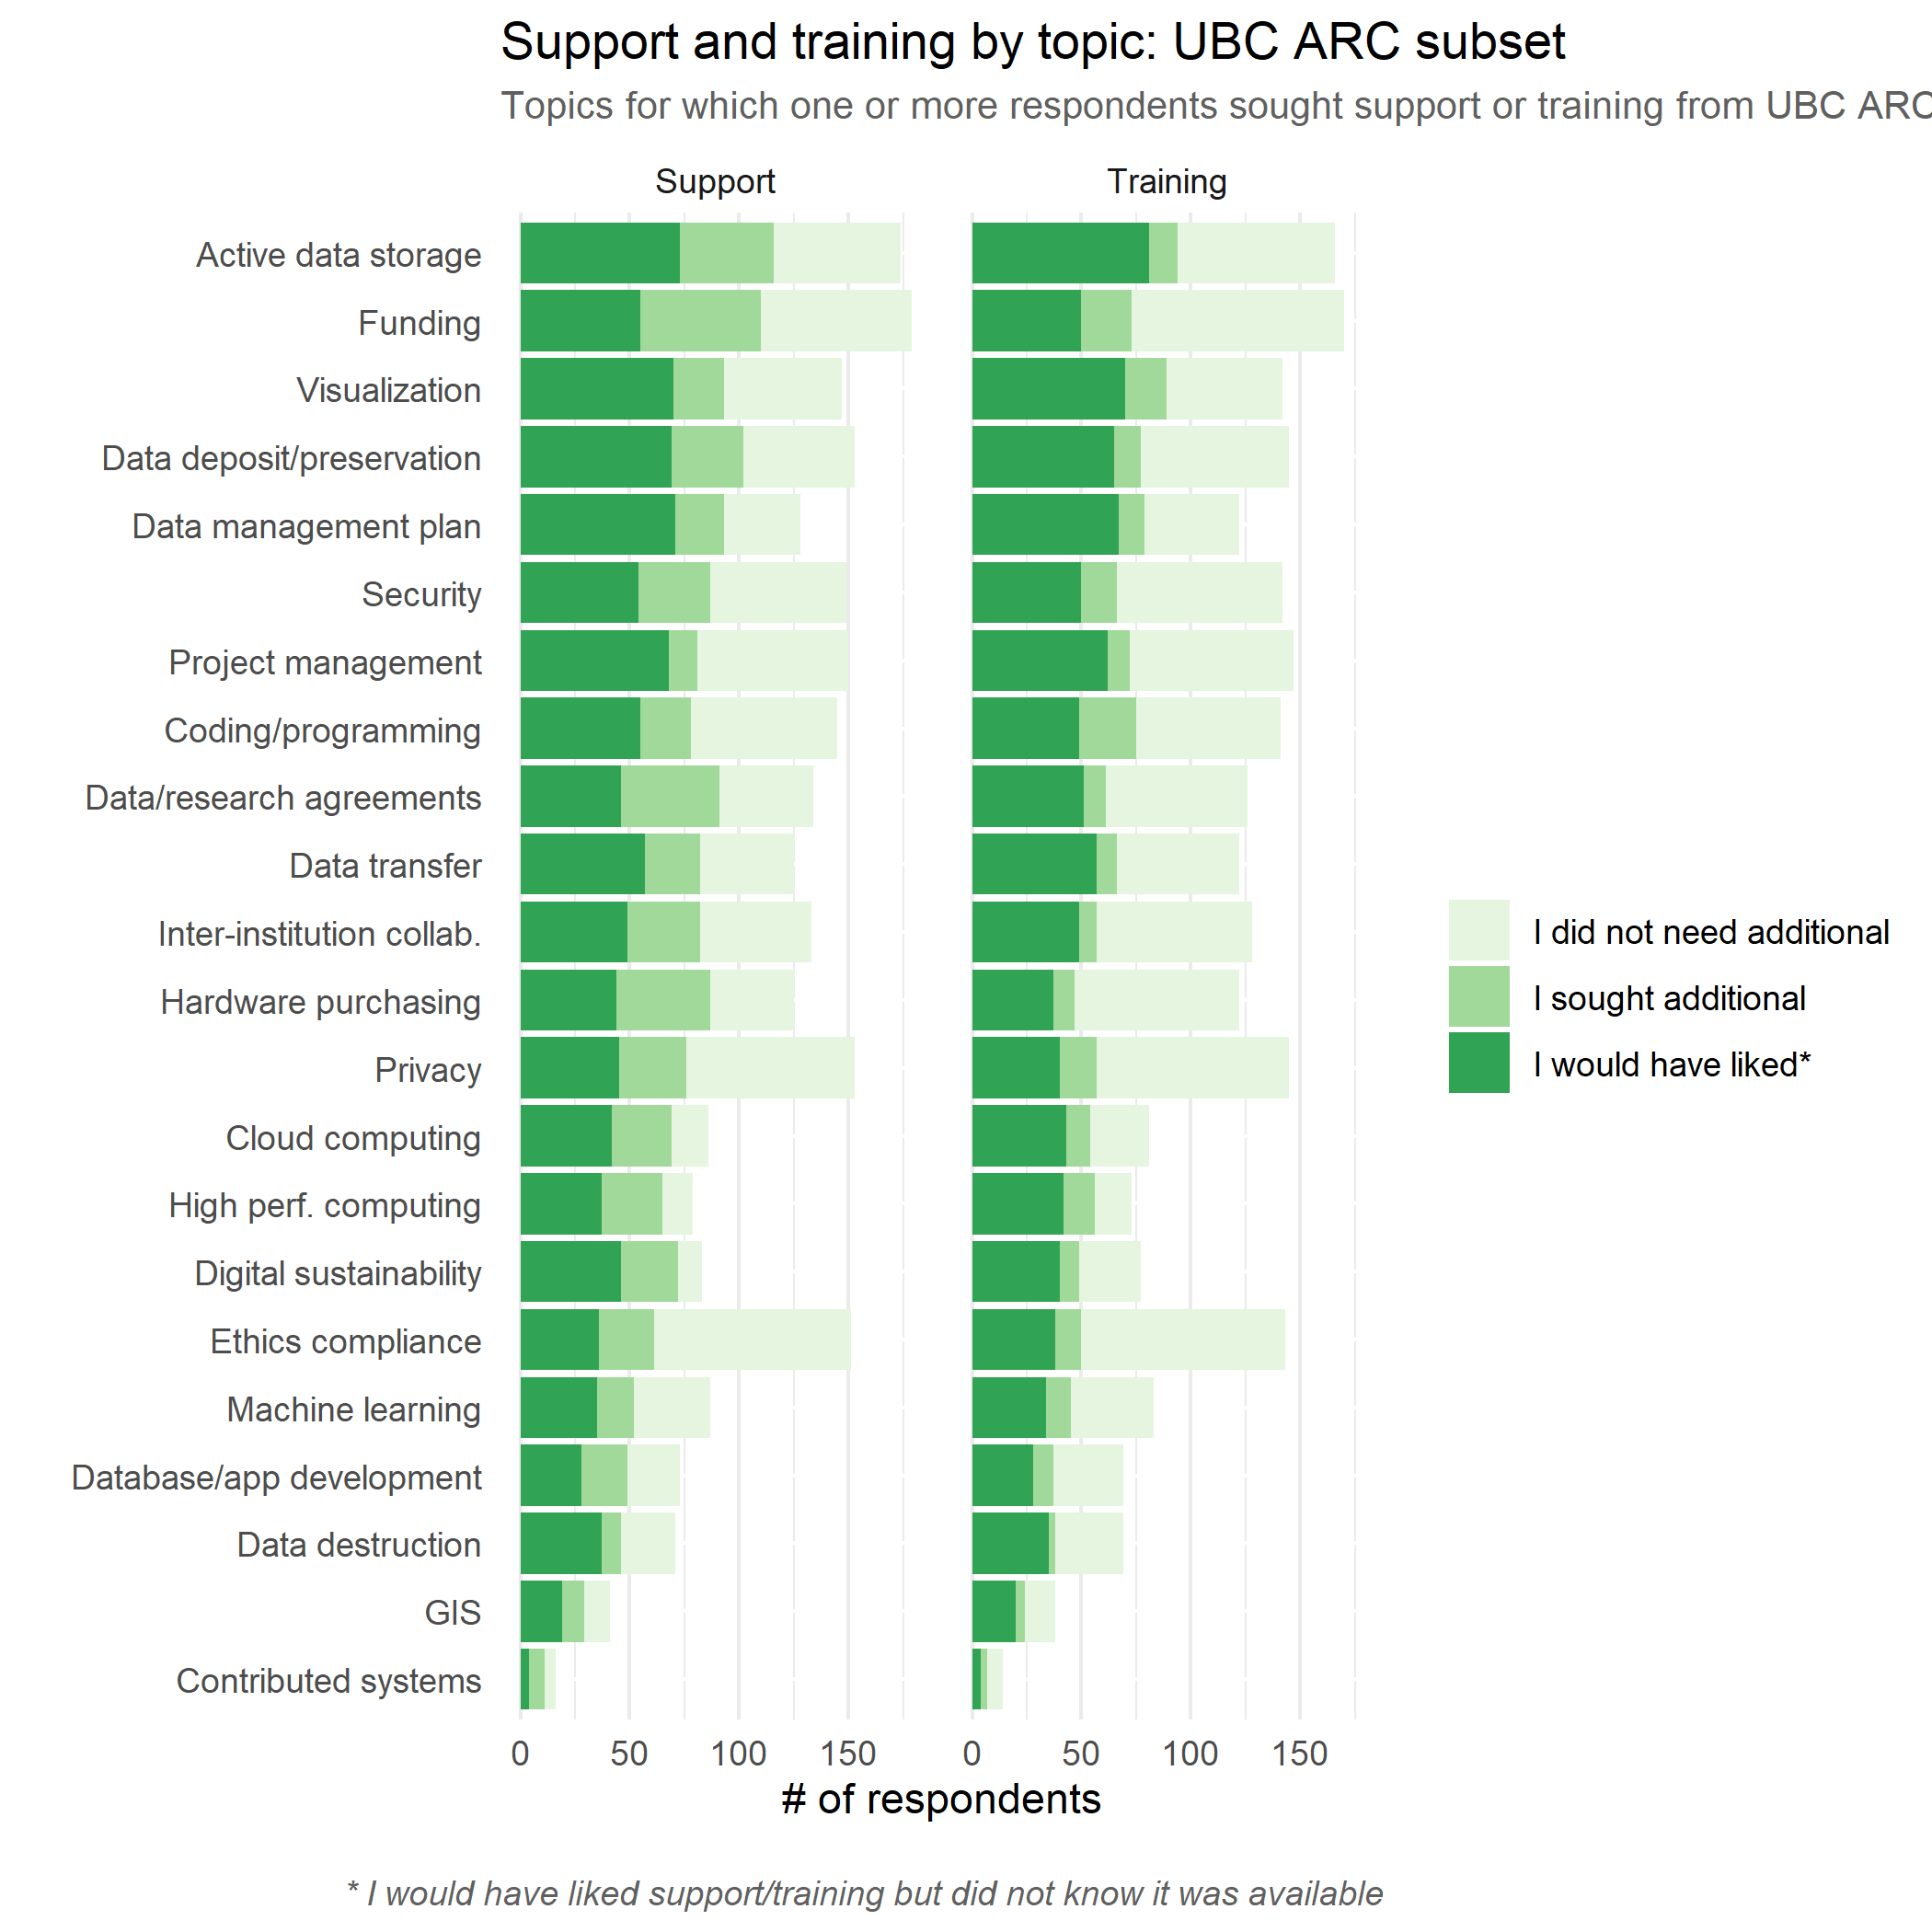 Support and training by topic: UBC ARC subset
Topics for which one or more respondents sought support or training from UBC ARC
Support
Training
Active data storage
Funding
Visualization
Data deposit/preservation
Data management plan
Security
Project management
Coding/programming
Data/research agreements
Data transfer
Inter-institution collab.
Hardware purchasing
Privacy
Cloud computing
High perf. computing
Digital sustainability
Ethics compliance
Machine learning
Database/app development
Data destruction
GIS
Contributed systems
0 50 100 150
0 50 100 150
# of respondents
I did not need additional
I sought additional
I would have liked*
* I would have liked support/training but did not know it was available